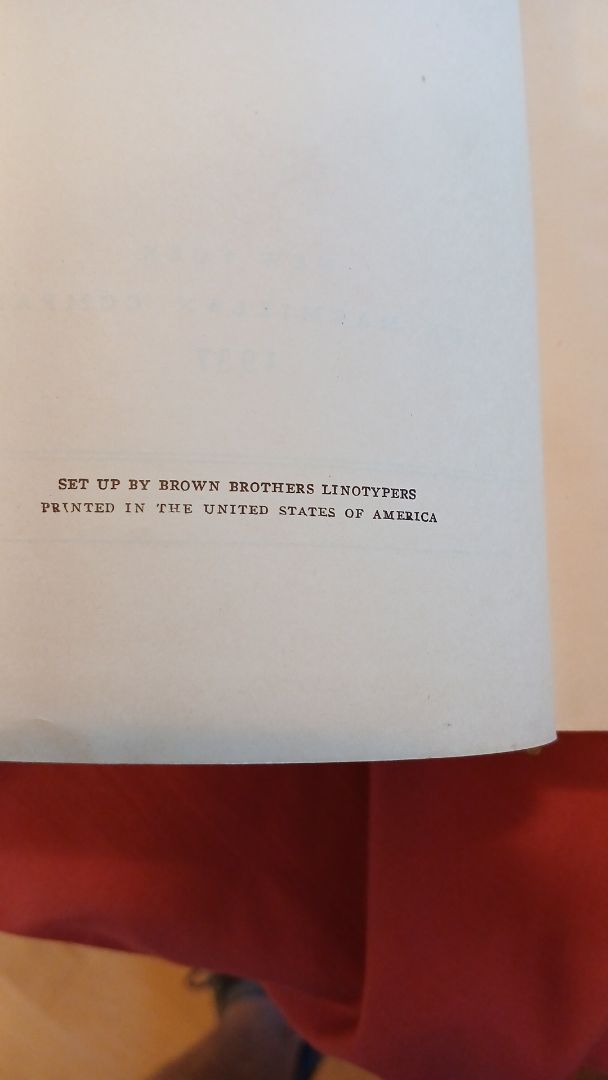 SET UP BY BROWN BROTHERS LINOTYPERS
PRINTED IN THE UNITED STATES OF AMERICA